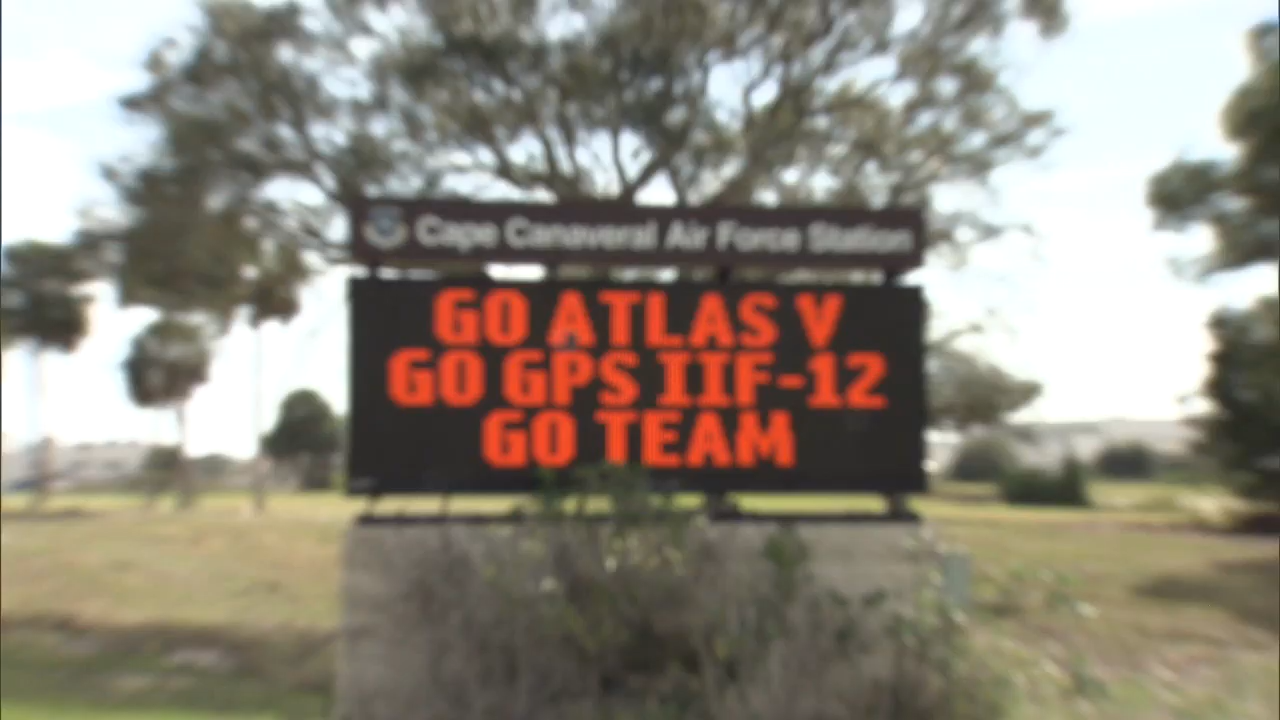 Cape Canaveral Air Force Station
GO ATLAS V
GO GPS IIF-12
GO TEAM